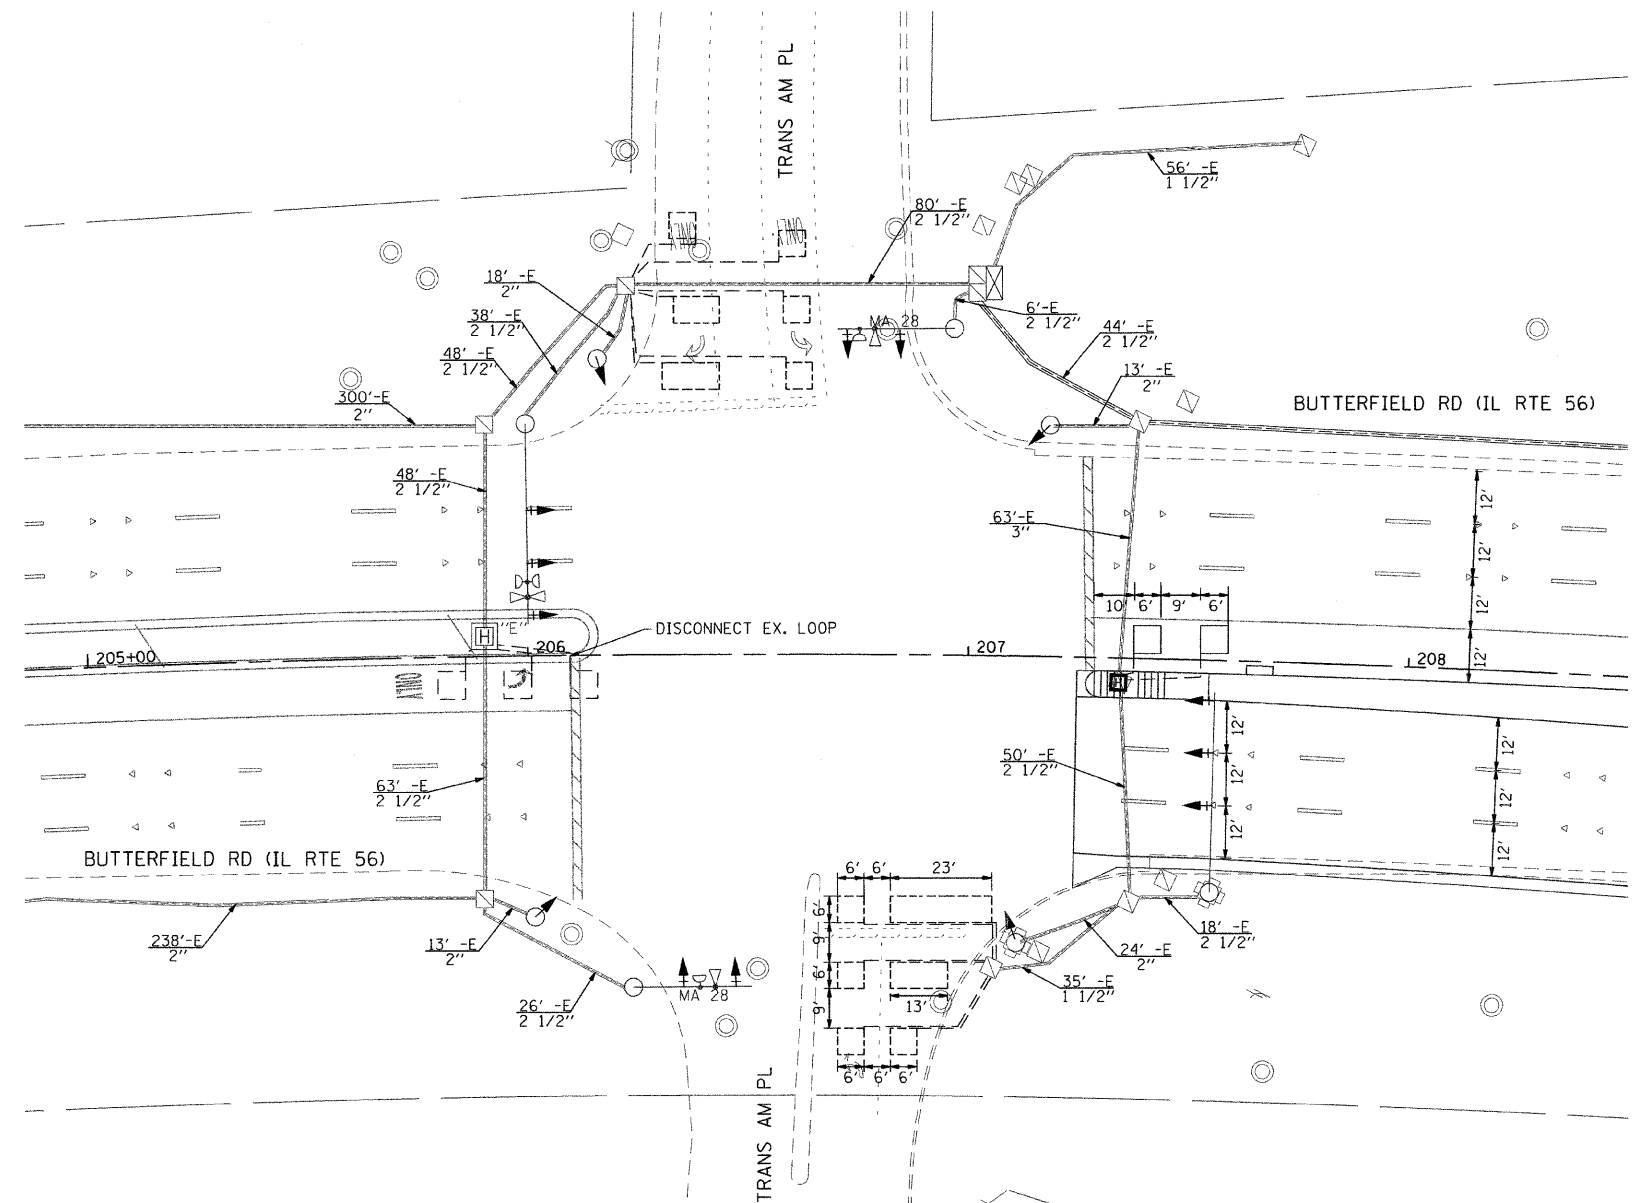 TRANS AM PL
56' -E
1 1/2"
80' -E
2 1/2"
18' -E
2"
38' -E
2 1/2"
48' -E
2 1/2"
300'-E
2"
MA 28
6'-E
2 1/2"
44' -E
2 1/2"
13' -E
2"
BUTTERFIELD RD (IL RTE 56)
48' -E
2 1/2"
63'-E
3"
12'
12'
12'
12'
10'
6'
9'
6'
H
"E"
DISCONNECT EX. LOOP
205+00
206
207
208
ONLY
H
63' -E
2 1/2"
50' -E
2 1/2"
12'
12'
12'
12'
12'
12'
BUTTERFIELD RD (IL RTE 56)
6'
6'
23'
6'
9'
6'
9'
13'
6'
6'
6'
238'-E
2"
13' -E
2"
26' -E
2 1/2"
MA 28
18' -E
2 1/2"
24' -E
2"
35' -E
1 1/2"
TRANS AM PL